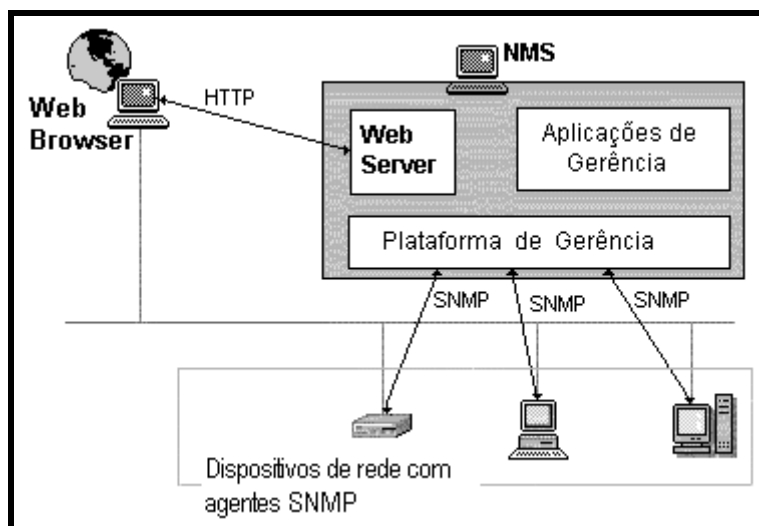 NMS
Web
Browser
HTTP
Web
Server
Aplicações de
Gerência
Plataforma de Gerência
SNMP
SNMP
SNMP
Dispositivos de rede com
agentes SNMP